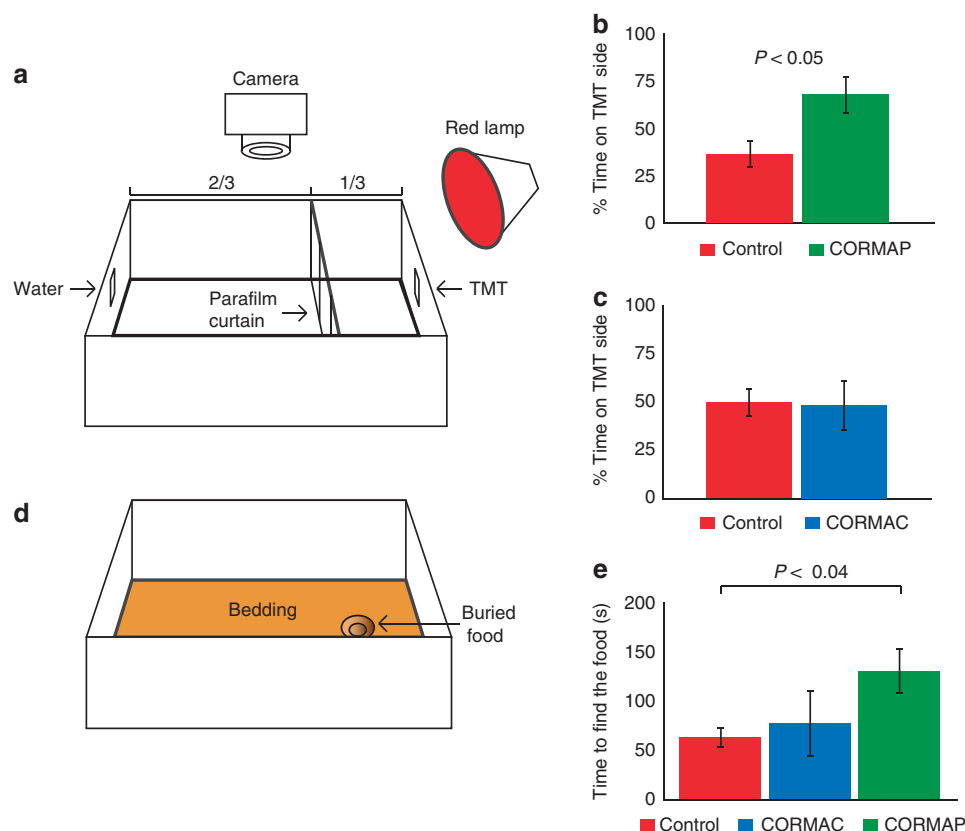 a
Camera
Red lamp
2/3
1/3
Water
TMT
Parafilm
curtain
b
% Time on TMT side
100
75
50
25
0
P < 0.05
Control
CORMAP
c
% Time on TMT side
100
75
50
25
0
Control
CORMAC
d
Bedding
Buried
food
e
Time to find the food (s)
200
150
100
50
0
P < 0.04
Control
CORMAC
CORMAP